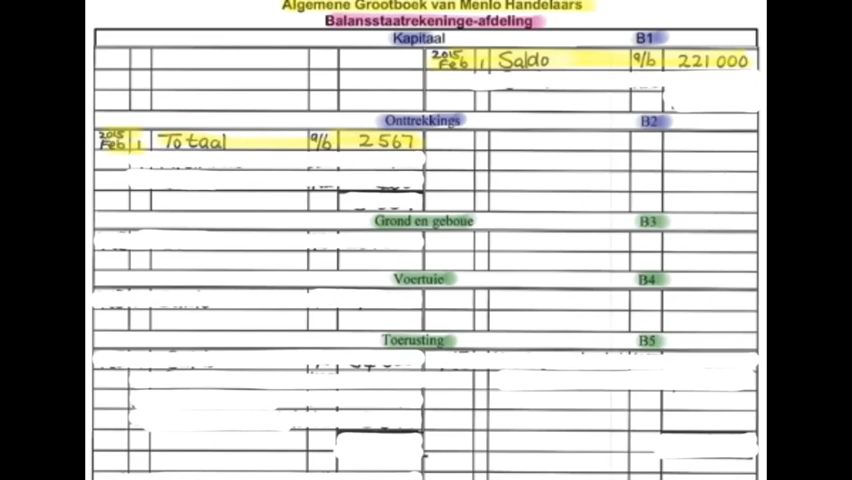 Algemene Grootboek van Menlo Handelaars
Balansstaatrekeninge-afdeling
Kapitaal B1
2015 Feb 1 Saldo a/b 221 000
Onttrekkings B2
2015 Feb 1 Totaal a/b 2 567
Grond en geboue B3
Voertuie B4
Toerusting B5